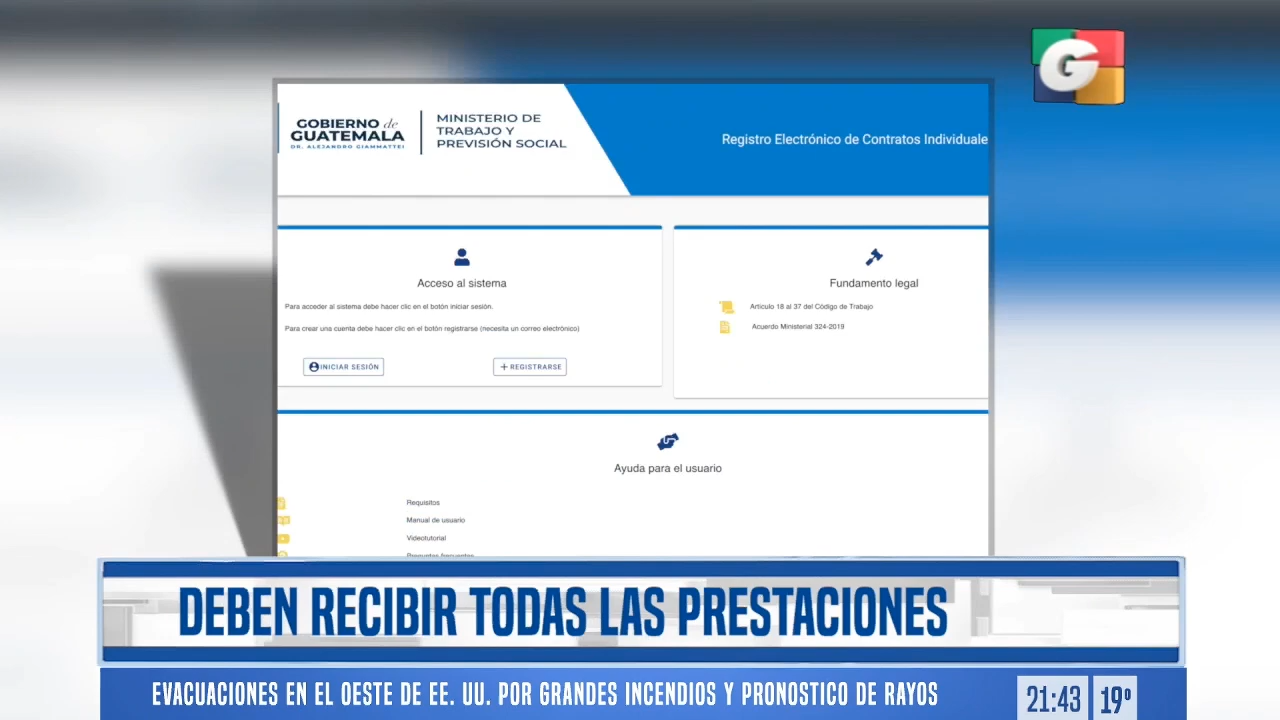 G
GOBIERNO de
GUATEMALA
DR. ALEJANDRO GIAMMATTEI
MINISTERIO DE
TRABAJO Y
PREVISIÓN SOCIAL
Registro Electrónico de Contratos Individuale
Acceso al sistema
Para acceder al sistema debe hacer clic en el botón iniciar sesión.
Para crear una cuenta debe hacer clic en el botón registrarse (necesita un correo electrónico)
INICIAR SESIÓN
REGISTRARSE
Fundamento legal
Artículo 18 al 37 del Código de Trabajo
Acuerdo Ministerial 324-2019
Ayuda para el usuario
Requisitos
Manual de usuario
Videotutorial
Preguntas frecuentes
DEBEN RECIBIR TODAS LAS PRESTACIONES
EVACUACIONES EN EL OESTE DE EE. UU. POR GRANDES INCENDIOS Y PRONOSTICO DE RAYOS
21:43 19º